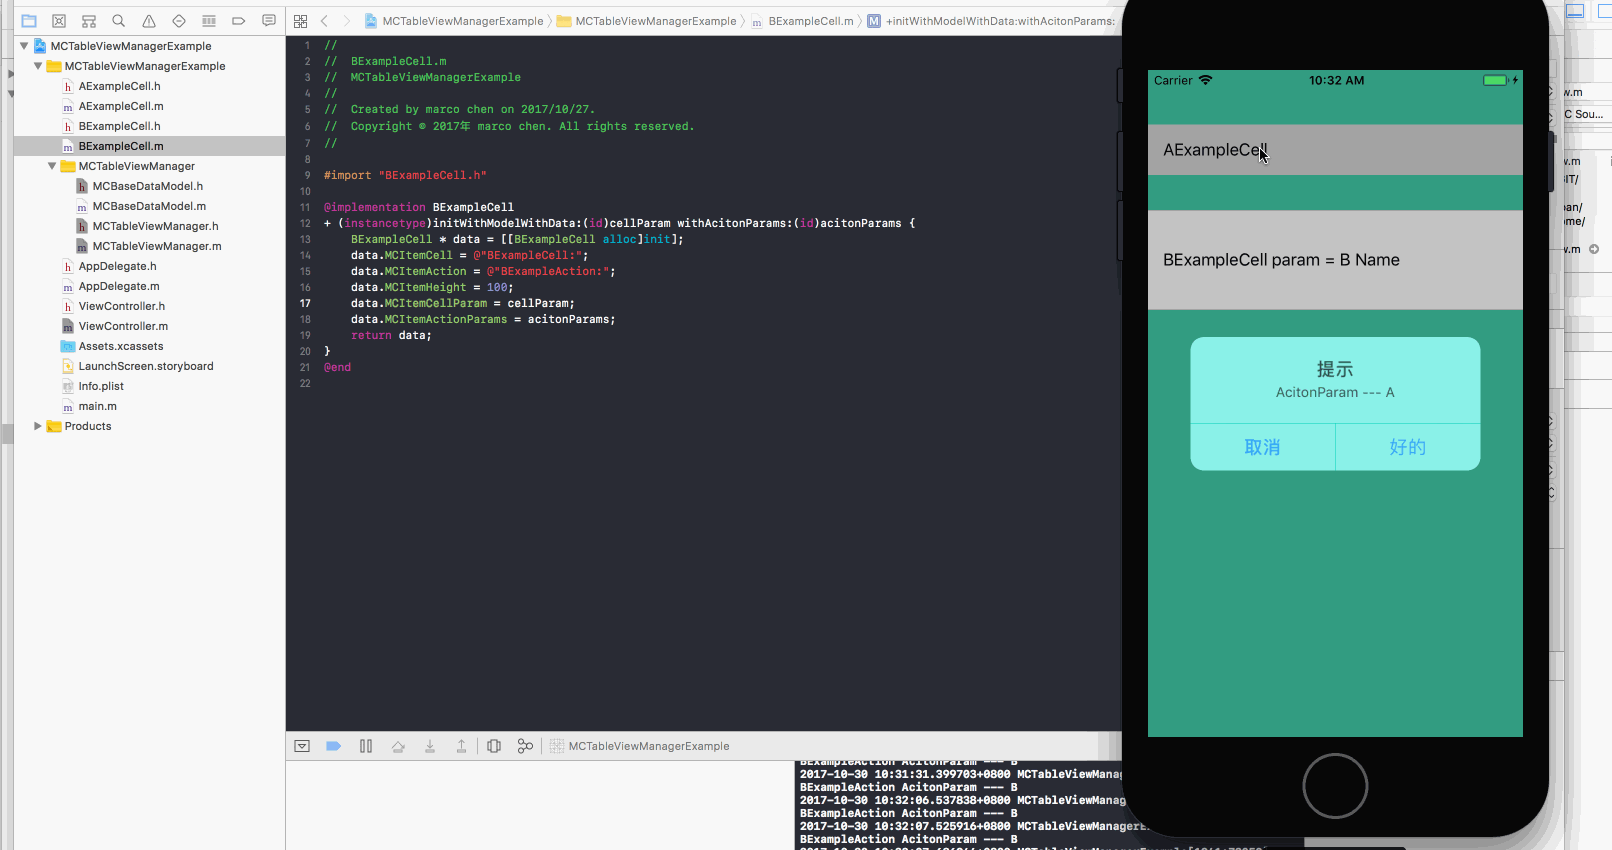 MCTableViewManagerExample
MCTableViewManagerExample
BExampleCell.m
M
+initWithModelWithData:withAcitonParams:
MCTableViewManagerExample
MCTableViewManagerExample
h AExampleCell.h
m AExampleCell.m
h BExampleCell.h
m BExampleCell.m
MCTableViewManager
h MCBaseDataModel.h
m MCBaseDataModel.m
h MCTableViewManager.h
m MCTableViewManager.m
h AppDelegate.h
m AppDelegate.m
h ViewController.h
m ViewController.m
Assets.xcassets
LaunchScreen.storyboard
Info.plist
m main.m
Products
1 //
2 //  BExampleCell.m
3 //  MCTableViewManagerExample
4 //
5 //  Created by marco chen on 2017/10/27.
6 //  Copyright © 2017年 marco chen. All rights reserved.
7 //
8
9 #import "BExampleCell.h"
10
11 @implementation BExampleCell
12 + (instancetype)initWithModelWithData:(id)cellParam withAcitonParams:(id)acitonParams {
13     BExampleCell * data = [[BExampleCell alloc]init];
14     data.MCItemCell = @"BExampleCell:";
15     data.MCItemAction = @"BExampleAction:";
16     data.MCItemHeight = 100;
17     data.MCItemCellParam = cellParam;
18     data.MCItemActionParams = acitonParams;
19     return data;
20 }
21 @end
22
MCTableViewManagerExample
BExampleAction AcitonParam --- B
2017-10-30 10:31:31.399703+0800 MCTableViewManag
BExampleAction AcitonParam --- B
2017-10-30 10:32:06.537838+0800 MCTableViewManag
BExampleAction AcitonParam --- B
2017-10-30 10:32:07.525916+0800 MCTableViewManagerE
BExampleAction AcitonParam --- B
Carrier
10:32 AM
AExampleCell
BExampleCell param = B Name
提示
AcitonParam --- A
取消
好的
w.m
C Sou...
w.m
BIT/
pan/
ome/
w.m